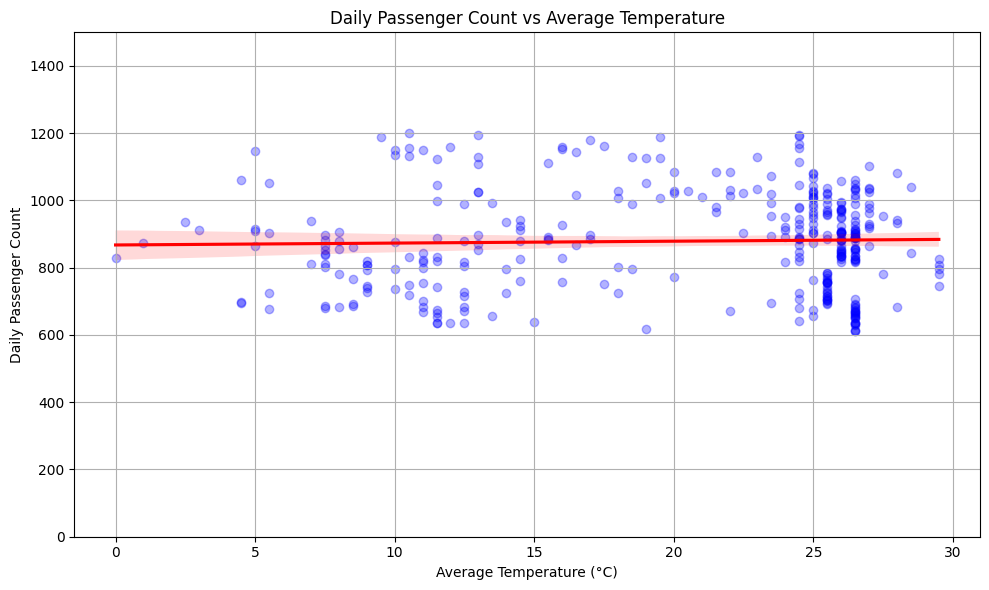 Daily Passenger Count vs Average Temperature
Daily Passenger Count
1400
1200
1000
800
600
400
200
0
0 5 10 15 20 25 30
Average Temperature (°C)